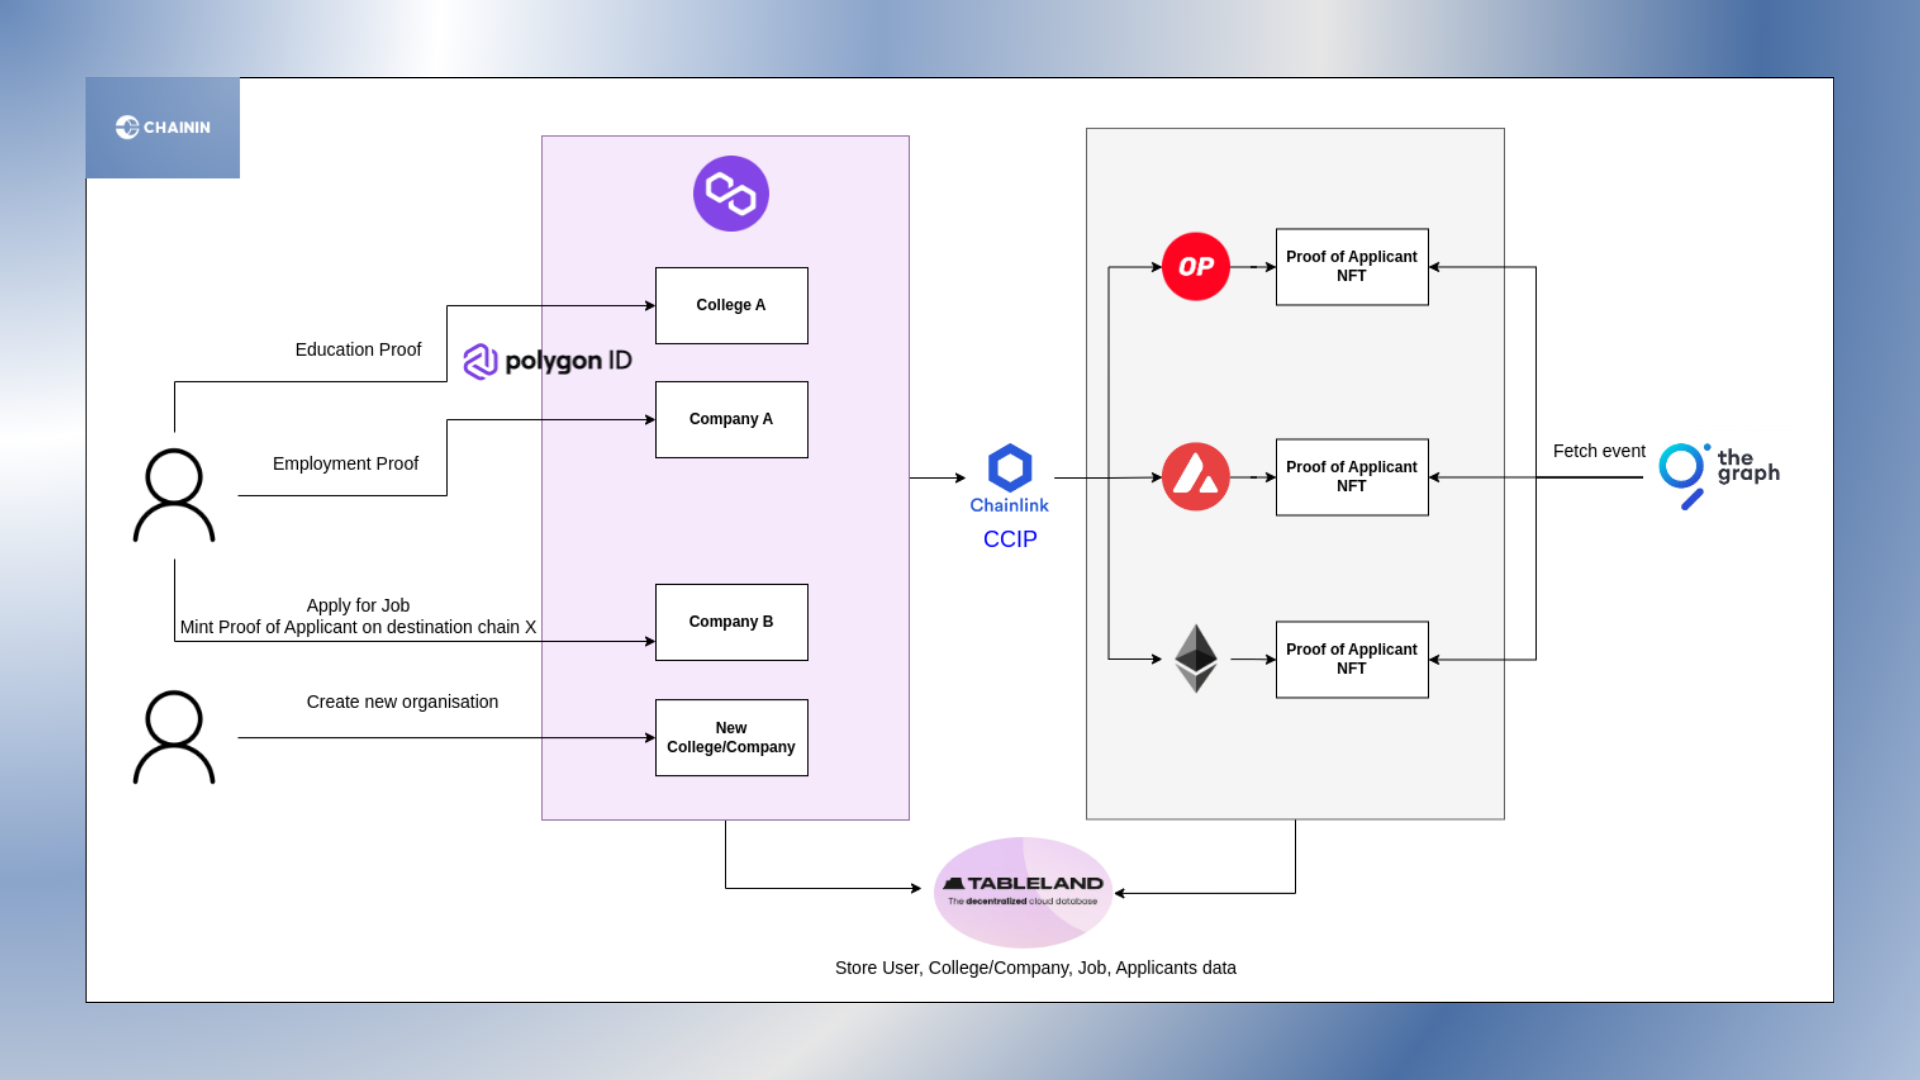 CHAININ
College A
Education Proof
polygon ID
Company A
Employment Proof
Apply for Job
Mint Proof of Applicant on destination chain X
Company B
Create new organisation
New
College/Company
Chainlink
CCIP
OP
Proof of Applicant
NFT
Proof of Applicant
NFT
Proof of Applicant
NFT
Fetch event
the
graph
TABLELAND
The decentralized cloud database
Store User, College/Company, Job, Applicants data